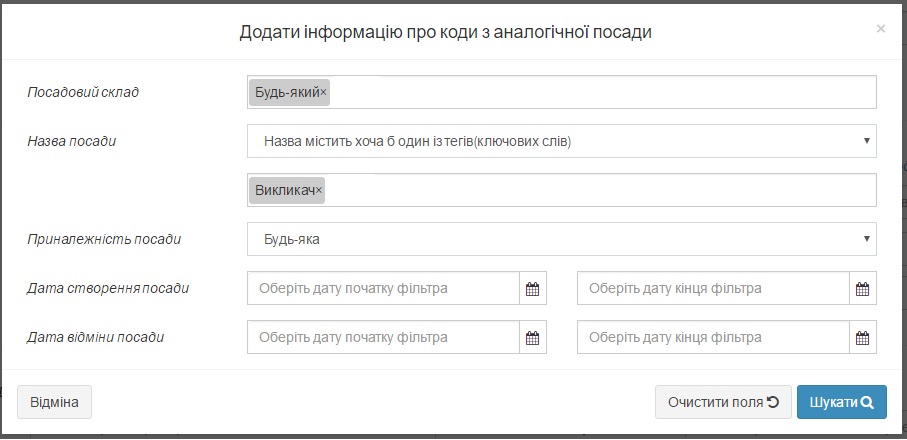 Додати інформацію про коди з аналогічної посади
×
Посадовий склад
Будь-який×
Назва посади
Назва містить хоча б один із тегів(ключових слів)
Викликач×
Приналежність посади
Будь-яка
Дата створення посади
Оберіть дату початку фільтра
Оберіть дату кінця фільтра
Дата відміни посади
Оберіть дату початку фільтра
Оберіть дату кінця фільтра
Відміна
Очистити поля
Шукати